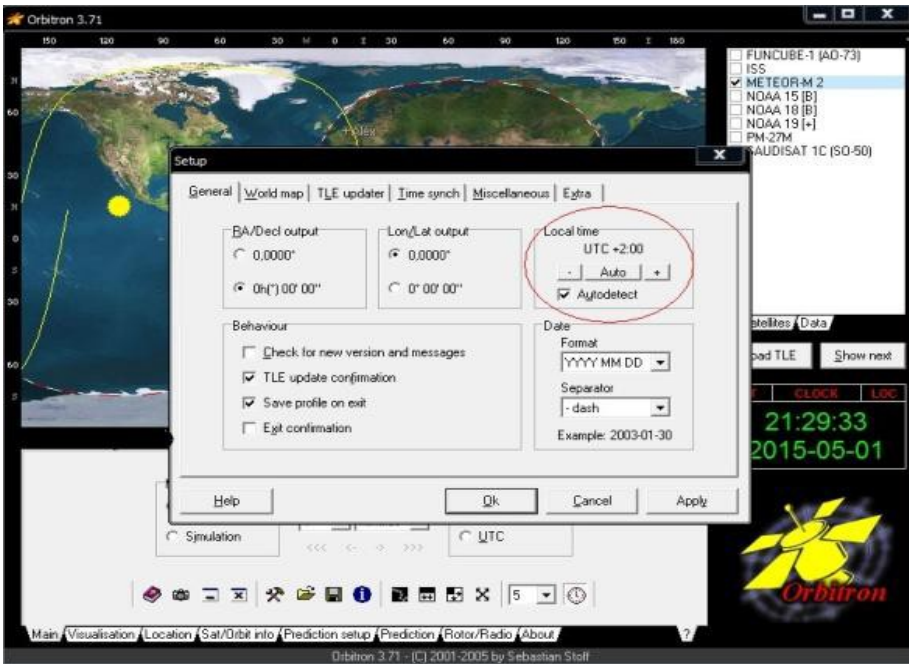 Orbitron 3.71
150 120 90 60 30 W 0 E 30 60 90 120 150 E 180
60
30
0
30
60
Alex
FUNCUBE-1 (AO-73)
ISS
METEOR-M 2
NOAA 15 [B]
NOAA 18 [B]
NOAA 19 [+]
PM-27M
SAUDISAT 1C (SO-50)
Setup
General World map TLE updater Time synch Miscellaneous Extra
RA/Decl output
0,0000°
0h(°) 00' 00"
Lon/Lat output
0,0000°
0° 00' 00"
Local time
UTC +2:00
- Auto +
Autodetect
Behaviour
Check for new version and messages
TLE update confirmation
Save profile on exit
Exit confirmation
Date
Format
YYYY MM DD
Separator
- dash
Example: 2003-01-30
Help Ok Cancel Apply
atellites Data
oad TLE Show next
CLOCK LOC
21:29:33
2015-05-01
Orbitron
Simulation
<<< <- -> >>>
UTC
5
Main Visualisation Location Sat/Orbit info Prediction setup Prediction Rotor/Radio About ?
Orbitron 3.71 - (C) 2001-2005 by Sebastian Stoff